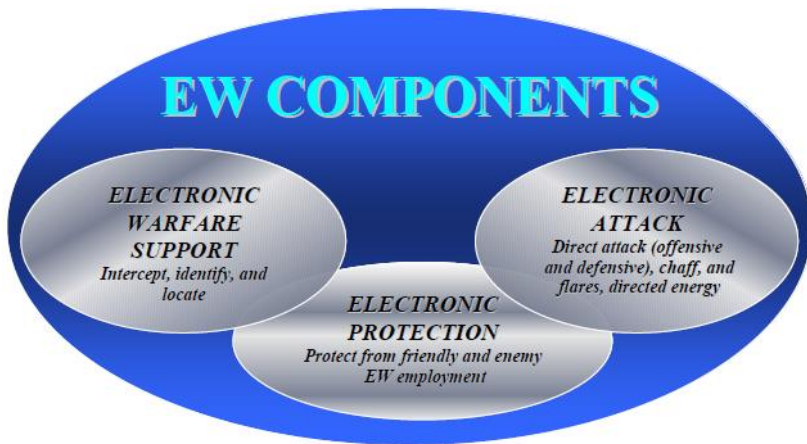 EW COMPONENTS
ELECTRONIC
WARFARE
SUPPORT
Intercept, identify, and
locate
ELECTRONIC
PROTECTION
Protect from friendly and enemy
EW employment
ELECTRONIC
ATTACK
Direct attack (offensive
and defensive), chaff, and
flares, directed energy